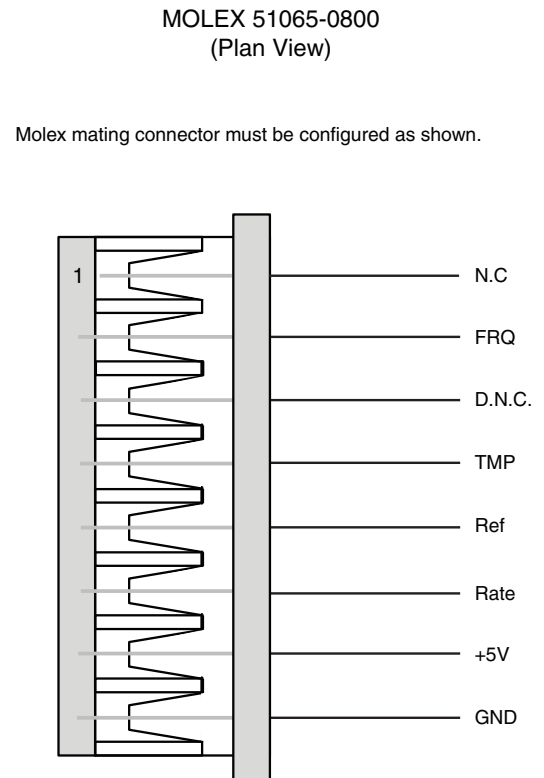 MOLEX 51065-0800
(Plan View)
Molex mating connector must be configured as shown.
1
N.C
FRQ
D.N.C.
TMP
Ref
Rate
+5V
GND